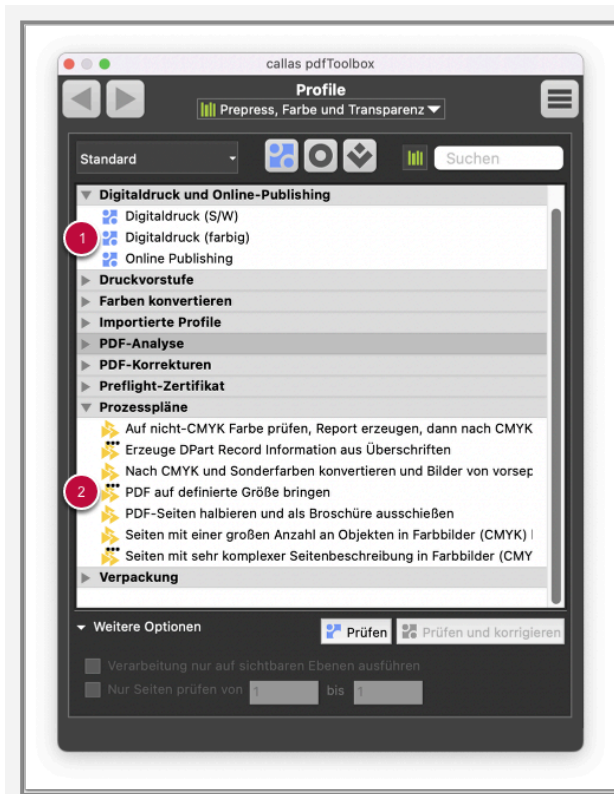 callas pdfToolbox
Profile
Prepress, Farbe und Transparenz
Standard
Suchen
Digitaldruck und Online-Publishing
Digitaldruck (S/W)
1 Digitaldruck (farbig)
Online Publishing
Druckvorstufe
Farben konvertieren
Importierte Profile
PDF-Analyse
PDF-Korrekturen
Preflight-Zertifikat
Prozesspläne
Auf nicht-CMYK Farbe prüfen, Report erzeugen, dann nach CMYK
Erzeuge DPart Record Information aus Überschriften
Nach CMYK und Sonderfarben konvertieren und Bilder von vorsep
2 PDF auf definierte Größe bringen
PDF-Seiten halbieren und als Broschüre ausschießen
Seiten mit einer großen Anzahl an Objekten in Farbbilder (CMYK)
Seiten mit sehr komplexer Seitenbeschreibung in Farbbilder (CMY
Verpackung
Weitere Optionen
Prüfen
Prüfen und korrigieren
Verarbeitung nur auf sichtbaren Ebenen ausführen
Nur Seiten prüfen von 1 bis 1